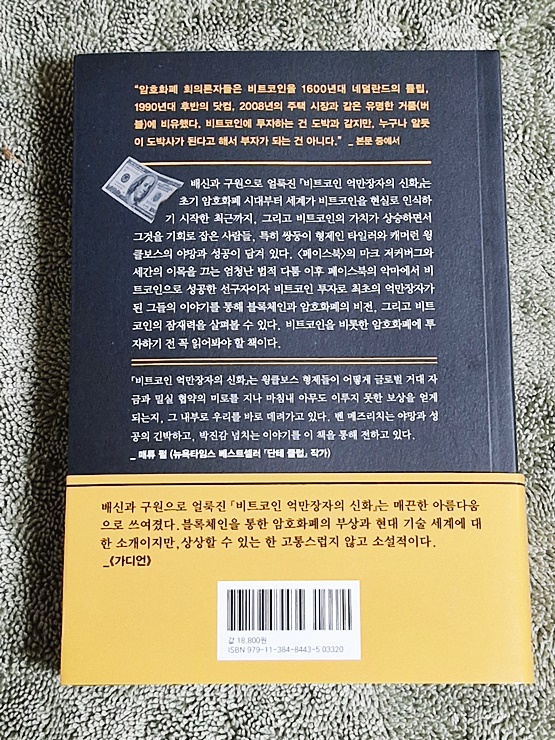 “암호화폐 회의론자들은 비트코인을 1600년대 네덜란드의 튤립,
1990년대 후반의 닷컴, 2008년의 주택 시장과 같은 유명한 거품(버
블)에 비유했다. 비트코인에 투자하는 건 도박과 같지만, 누구나 알듯
이 도박사가 된다고 해서 부자가 되는 건 아니다.” _ 본문 중에서
배신과 구원으로 얼룩진 『비트코인 억만장자의 신화』는
초기 암호화폐 시대부터 세계가 비트코인을 현실로 인식하
기 시작한 최근까지, 그리고 비트코인의 가치가 상승하면서
그것을 기회로 잡은 사람들, 특히 쌍둥이 형제인 타일러와 캐머런 윙
클보스의 야망과 성공이 담겨 있다. 〈페이스북〉의 마크 저커버그와
세간의 이목을 끄는 엄청난 법적 다툼 이후 페이스북의 악마에서 비
트코인으로 성공한 선구자이자 비트코인 투자로 최초의 억만장자가
된 그들의 이야기를 통해 블록체인과 암호화폐의 비전, 그리고 비트
코인의 잠재력을 살펴볼 수 있다. 비트코인을 비롯한 암호화폐에 투
자하기 전 꼭 읽어봐야 할 책이다.
『비트코인 억만장자의 신화』는 윙클보스 형제들이 어떻게 글로벌 거대 자
금과 밀실 협약의 미로를 지나 마침내 아무도 이루지 못한 보상을 얻게
되는지, 그 내부로 우리를 바로 데려가고 있다. 벤 메즈리치는 야망과 성
공의 긴박하고, 박진감 넘치는 이야기를 이 책을 통해 전하고 있다.
_ 매튜 펄 (뉴욕타임스 베스트셀러 『단테 클럽』 작가)
배신과 구원으로 얼룩진 『비트코인 억만장자의 신화』는 매끈한 아름다움
으로 쓰여졌다. 블록체인을 통한 암호화폐의 부상과 현대 기술 세계에 대
한 소개이지만, 상상할 수 있는 한 고통스럽지 않고 소설적이다.
_《가디언》
값 18,800원
ISBN 979-11-384-8443-5 03320